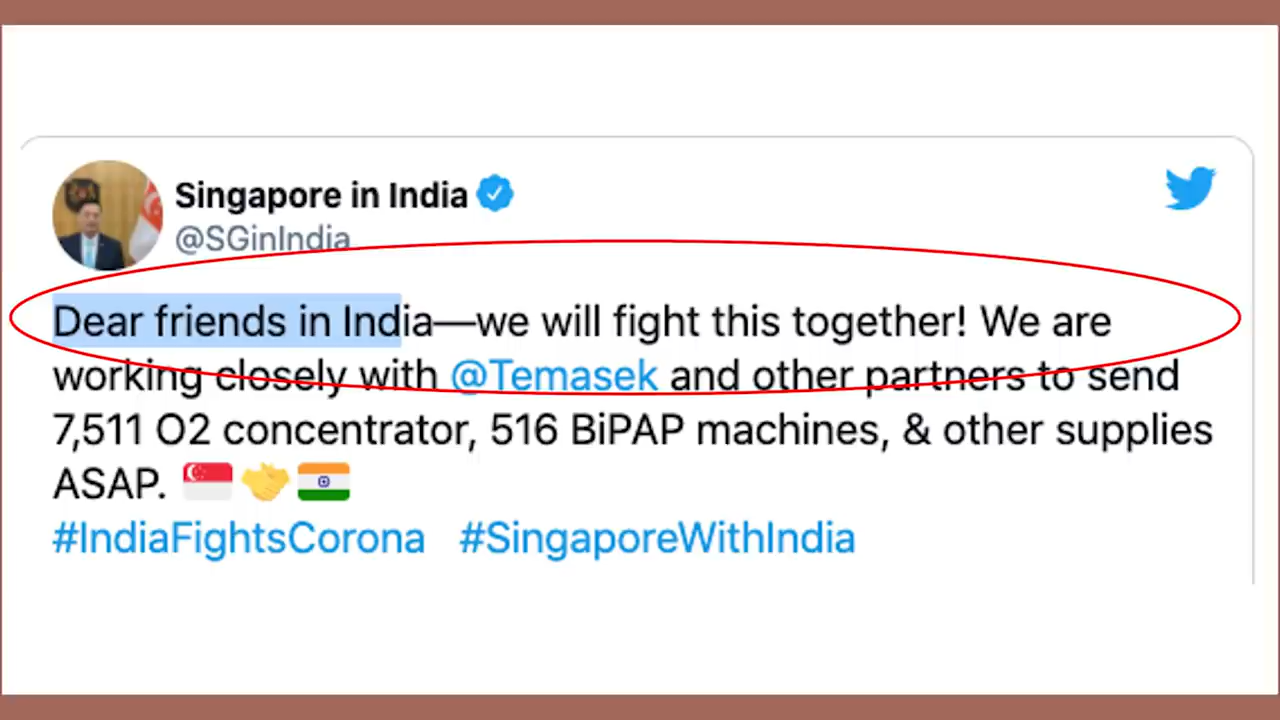 Singapore in India
@SGinIndia
Dear friends in India—we will fight this together! We are
working closely with @Temasek and other partners to send
7,511 O2 concentrator, 516 BiPAP machines, & other supplies
ASAP. 🇸🇬 🤝 🇮🇳
#IndiaFightsCorona #SingaporeWithIndia